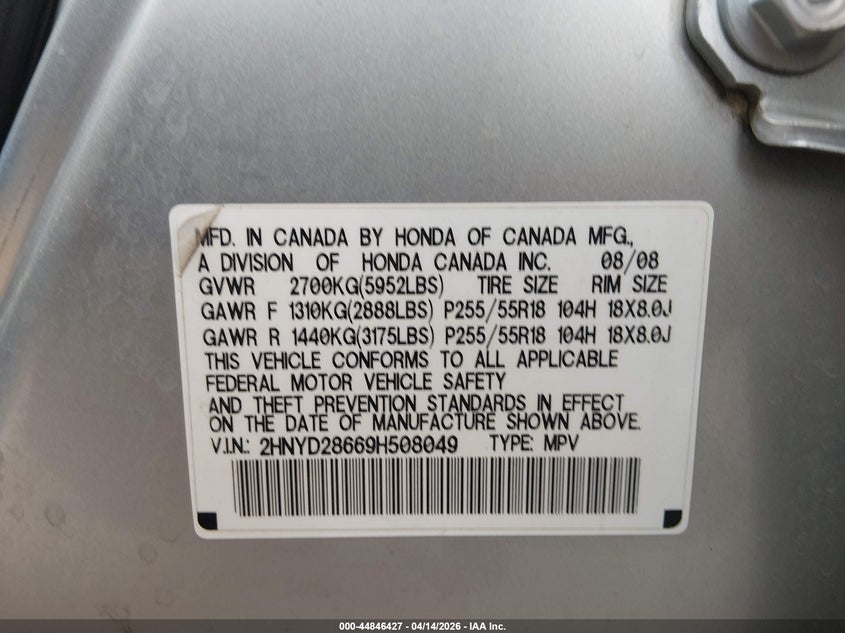 MFD. IN CANADA BY HONDA OF CANADA MFG.,
A DIVISION OF HONDA CANADA INC. 08/08
GVWR 2700KG(5952LBS) TIRE SIZE RIM SIZE
GAWR F 1310KG(2888LBS) P255/55R18 104H 18X8.0J
GAWR R 1440KG(3175LBS) P255/55R18 104H 18X8.0J
THIS VEHICLE CONFORMS TO ALL APPLICABLE
FEDERAL MOTOR VEHICLE SAFETY
AND THEFT PREVENTION STANDARDS IN EFFECT
ON THE DATE OF MANUFACTURE SHOWN ABOVE.
V.I.N.: 2HNYD28669H508049 TYPE: MPV
000-44846427 - 04/14/2026 - IAA Inc.